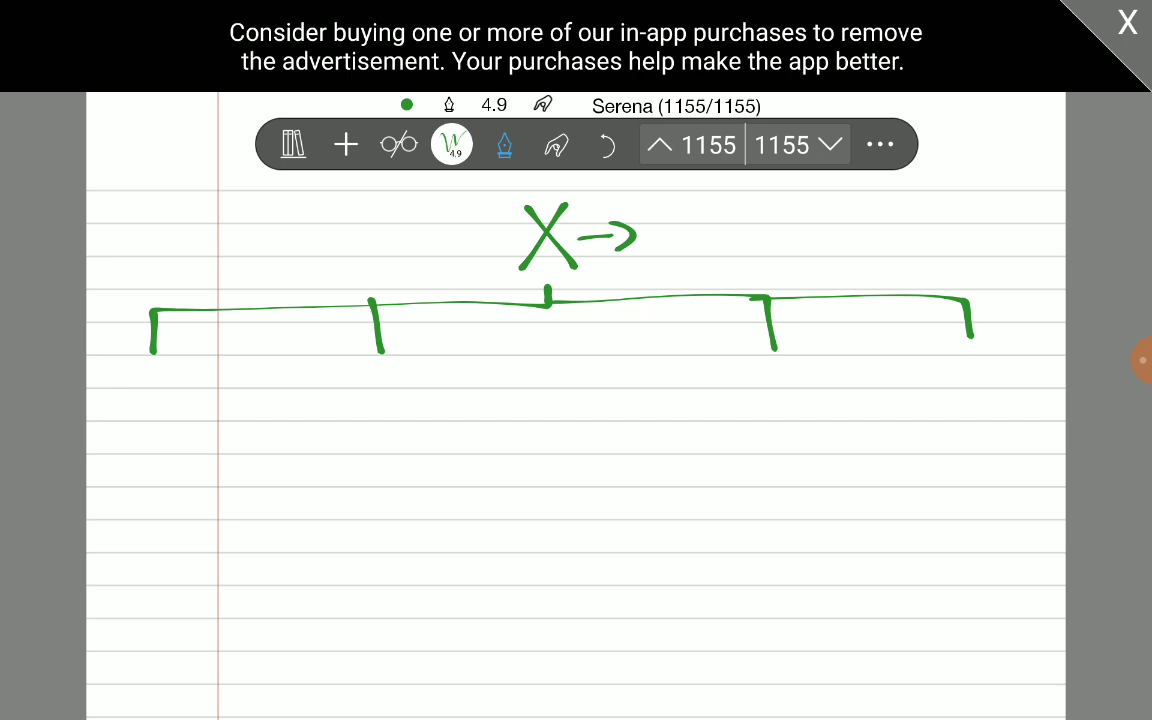 Consider buying one or more of our in-app purchases to remove
the advertisement. Your purchases help make the app better.
X
4.9 Serena (1155/1155)
W 4.9 1155 1155
X→